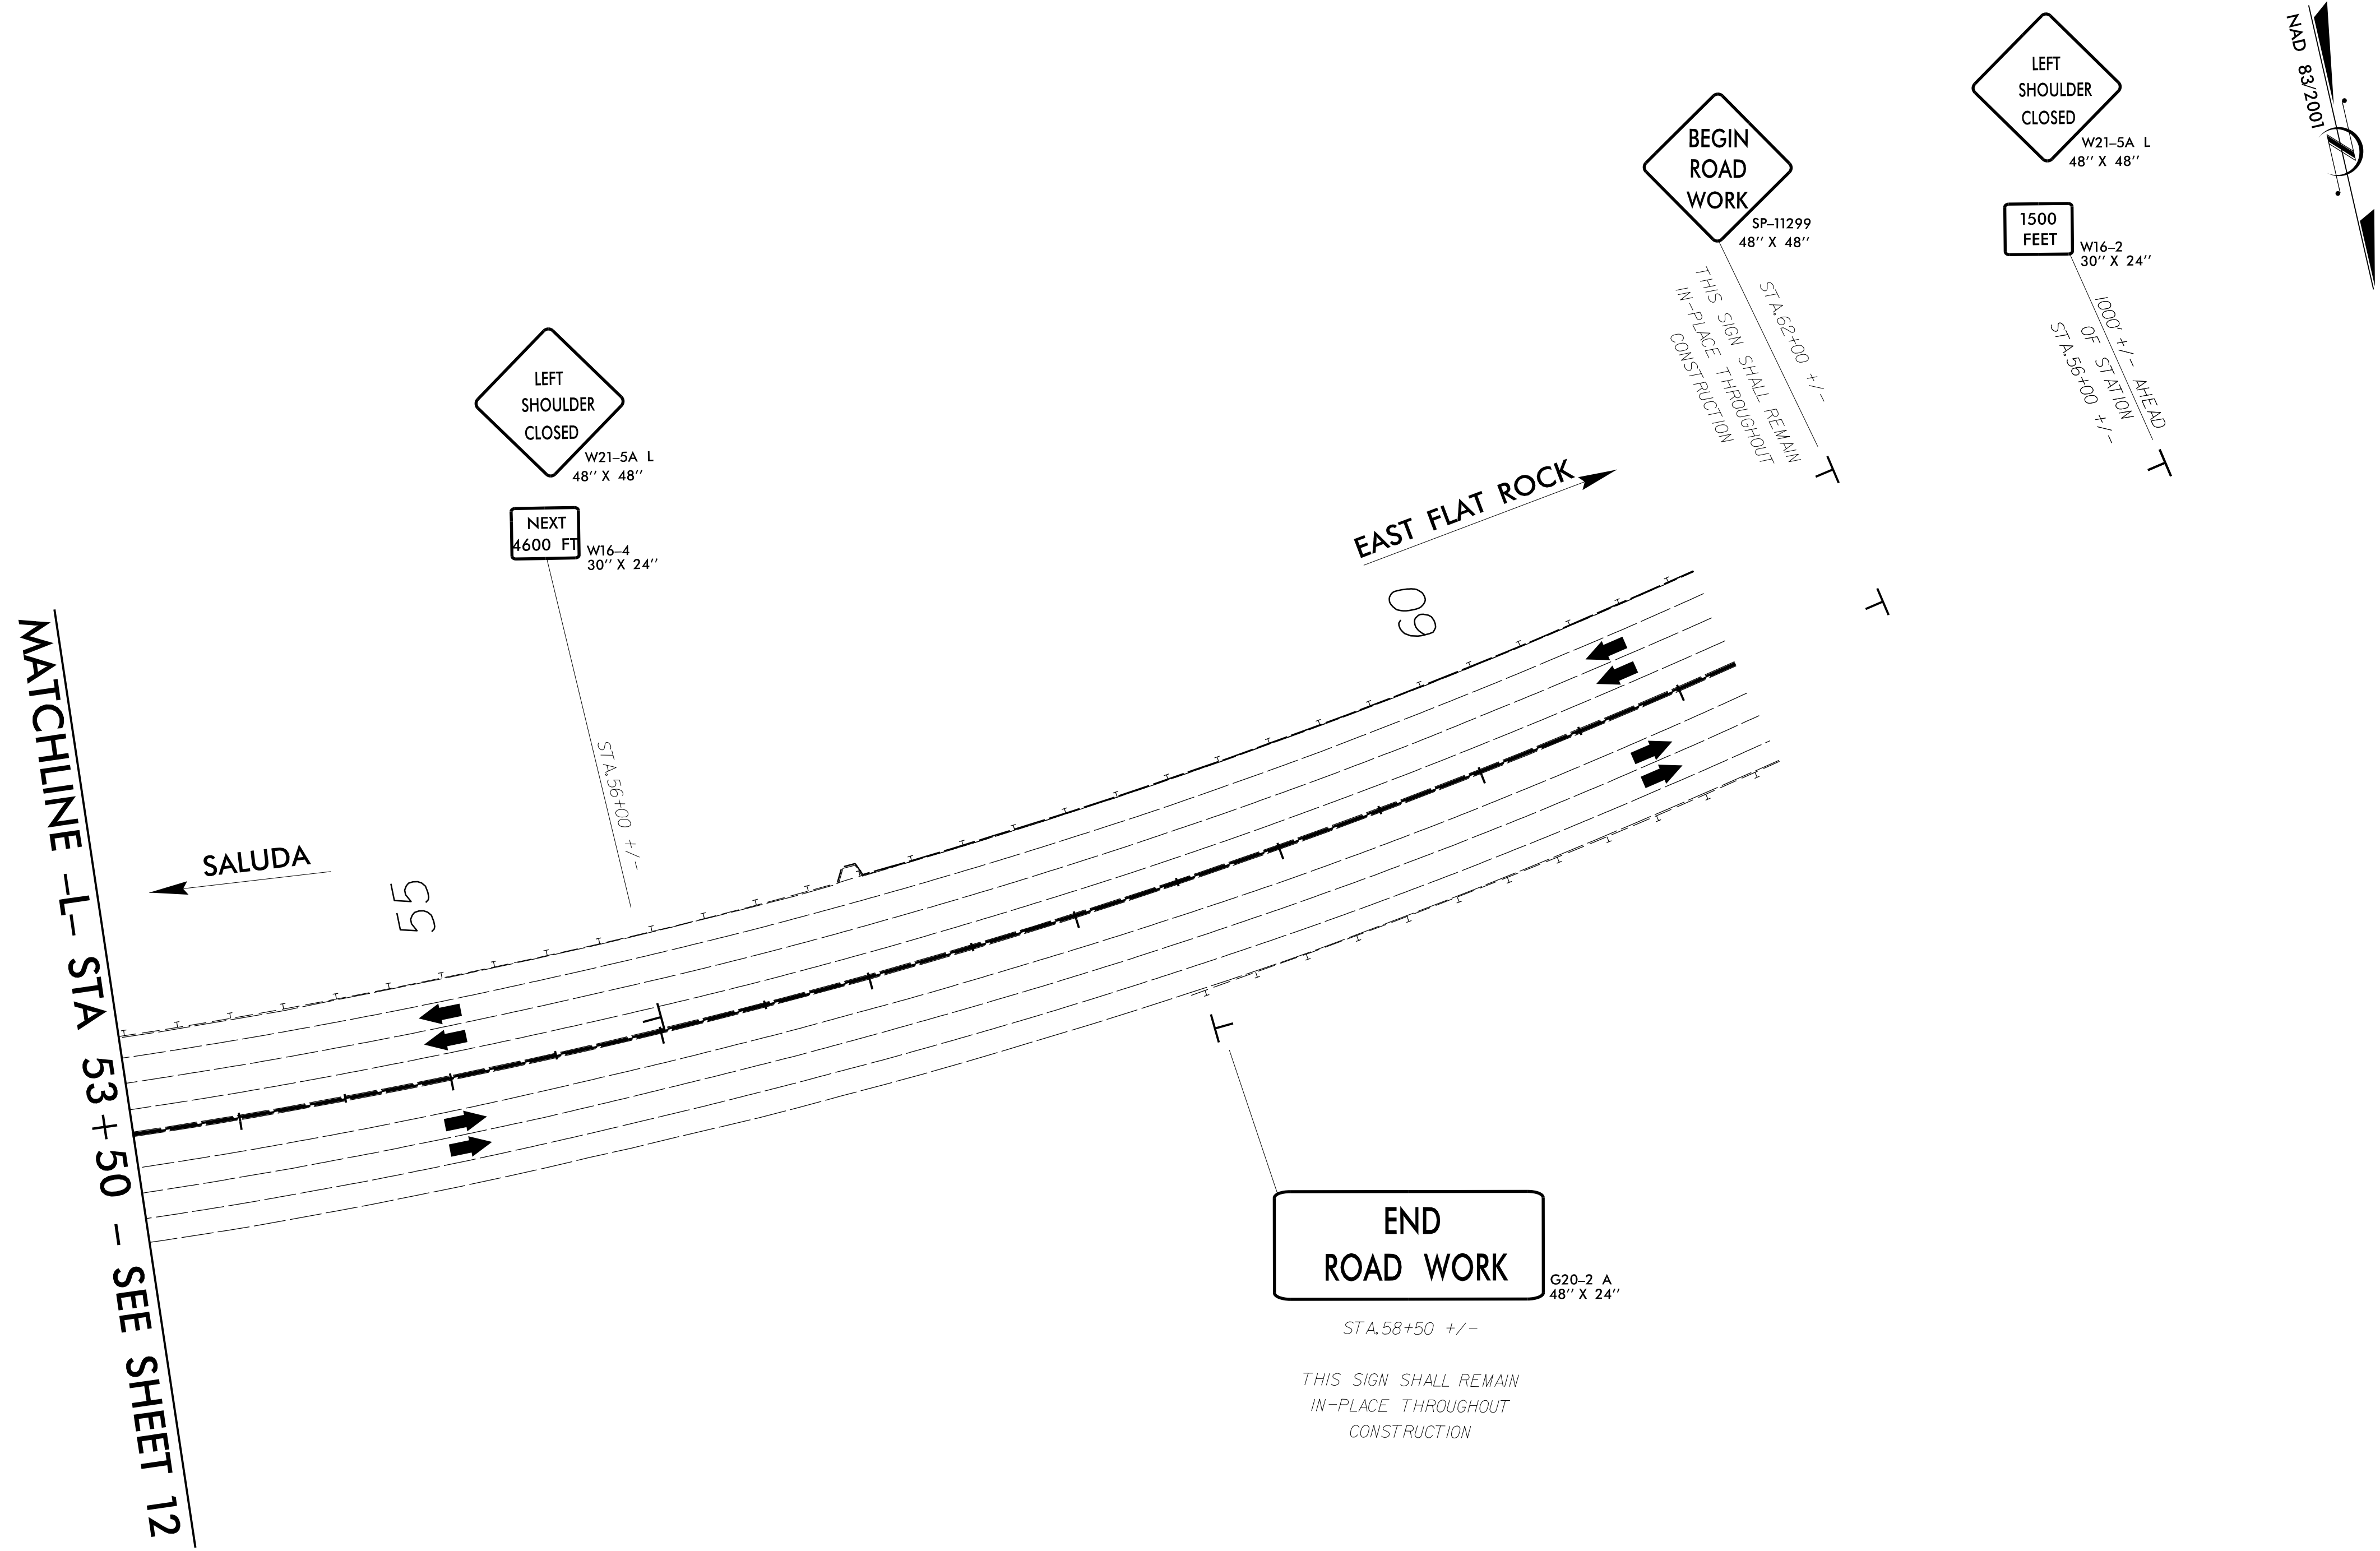 LEFT
SHOULDER
CLOSED
W21-5A L
48'' X 48''
1500
FEET
W16-2
30'' X 24''
1000' +/- AHEAD
OF STATION
STA.56+00 +/-
NAD 83/2001
BEGIN
ROAD
WORK
SP-11299
48'' X 48''
STA.62+00 +/-
THIS SIGN SHALL REMAIN
IN-PLACE THROUGHOUT
CONSTRUCTION
LEFT
SHOULDER
CLOSED
W21-5A L
48'' X 48''
NEXT
4600 FT
W16-4
30'' X 24''
STA.56+00 +/-
EAST FLAT ROCK
60
SALUDA
55
MATCHLINE -L- STA 53+50 - SEE SHEET 12
END
ROAD WORK
G20-2 A
48'' X 24''
STA.58+50 +/-
THIS SIGN SHALL REMAIN
IN-PLACE THROUGHOUT
CONSTRUCTION